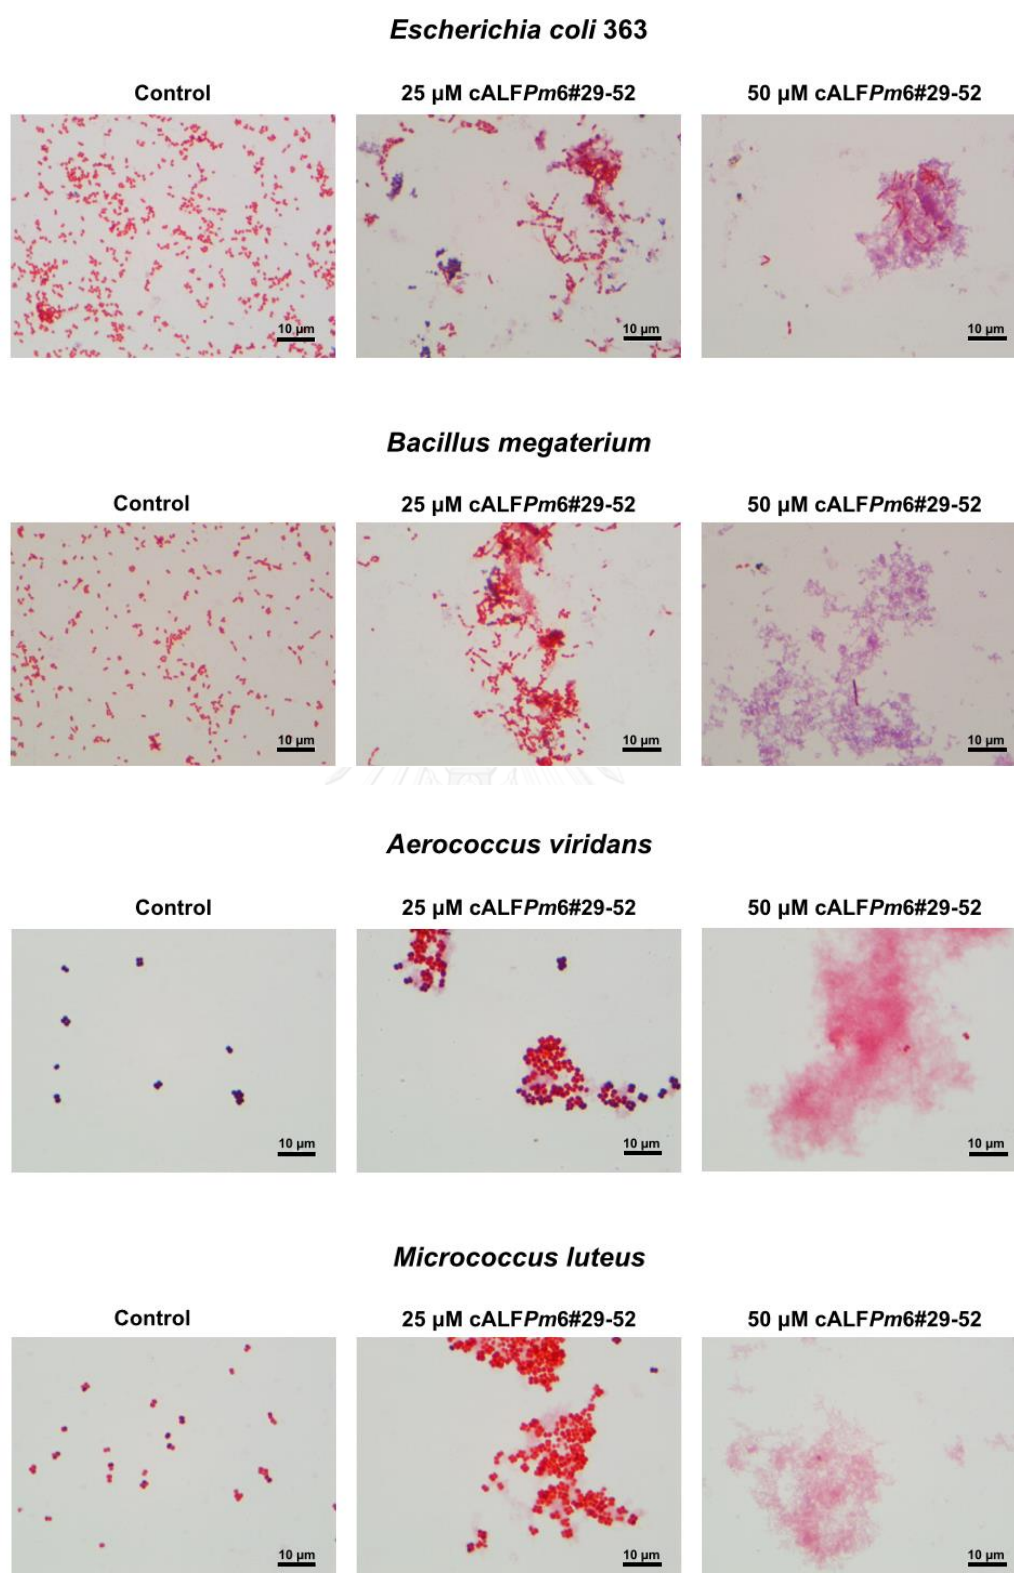 Escherichia coli 363
Control
25 µM cALFPm6#29-52
50 µM cALFPm6#29-52
10 µm
10 µm
10 µm
Bacillus megaterium
Control
25 µM cALFPm6#29-52
50 µM cALFPm6#29-52
10 µm
10 µm
10 µm
Aerococcus viridans
Control
25 µM cALFPm6#29-52
50 µM cALFPm6#29-52
10 µm
10 µm
10 µm
Micrococcus luteus
Control
25 µM cALFPm6#29-52
50 µM cALFPm6#29-52
10 µm
10 µm
10 µm